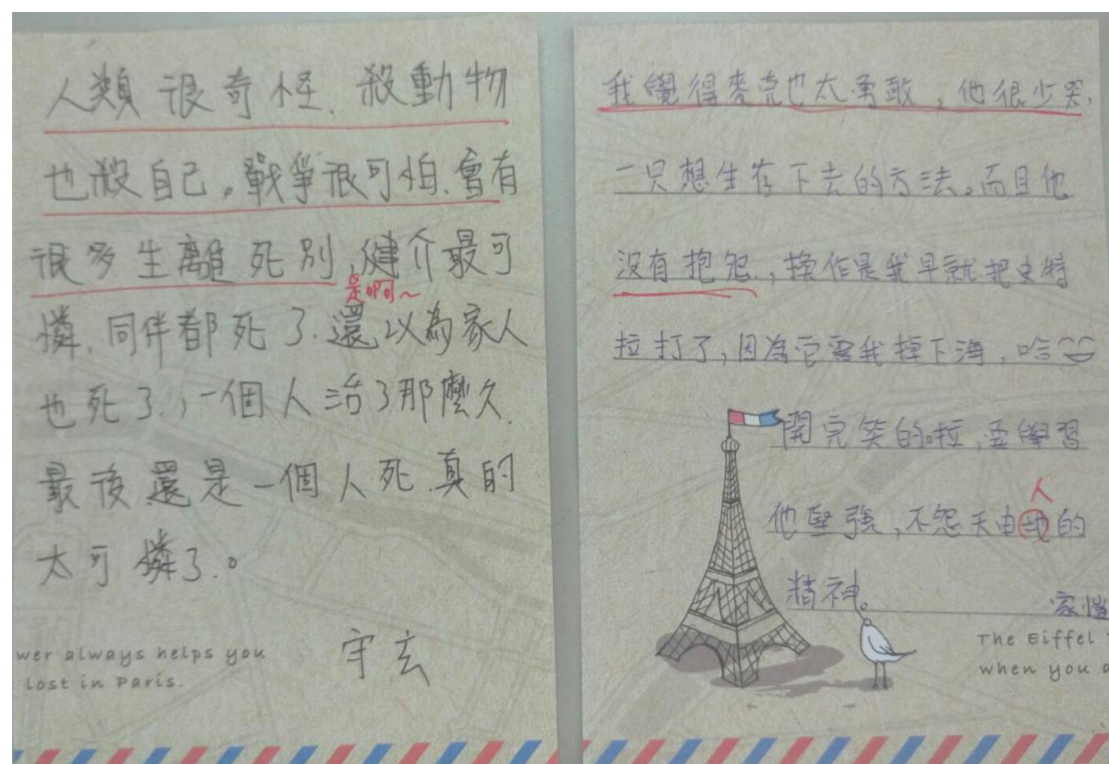 人類很奇怪.殺動物
也殺自己。戰爭很可怕.會有
很多生離死別,健介最可
是啊~
憐.同伴都死了.還以為家人
也死了.,一個人活了那麼久.
最後還是一個人死.真的
太可憐了.。
守玄
wer always helps you
lost in Paris.
我覺得麥克也太勇敢,他很少哭,
一只想生存下去的方法。而且他
沒有抱怨.,換作是我早就把史特
拉打了,因為它害我掉下海,哈
開完笑的啦,要學習
人
他堅強,不怨天由地的
精神。
家愷
The Eiffel
when you